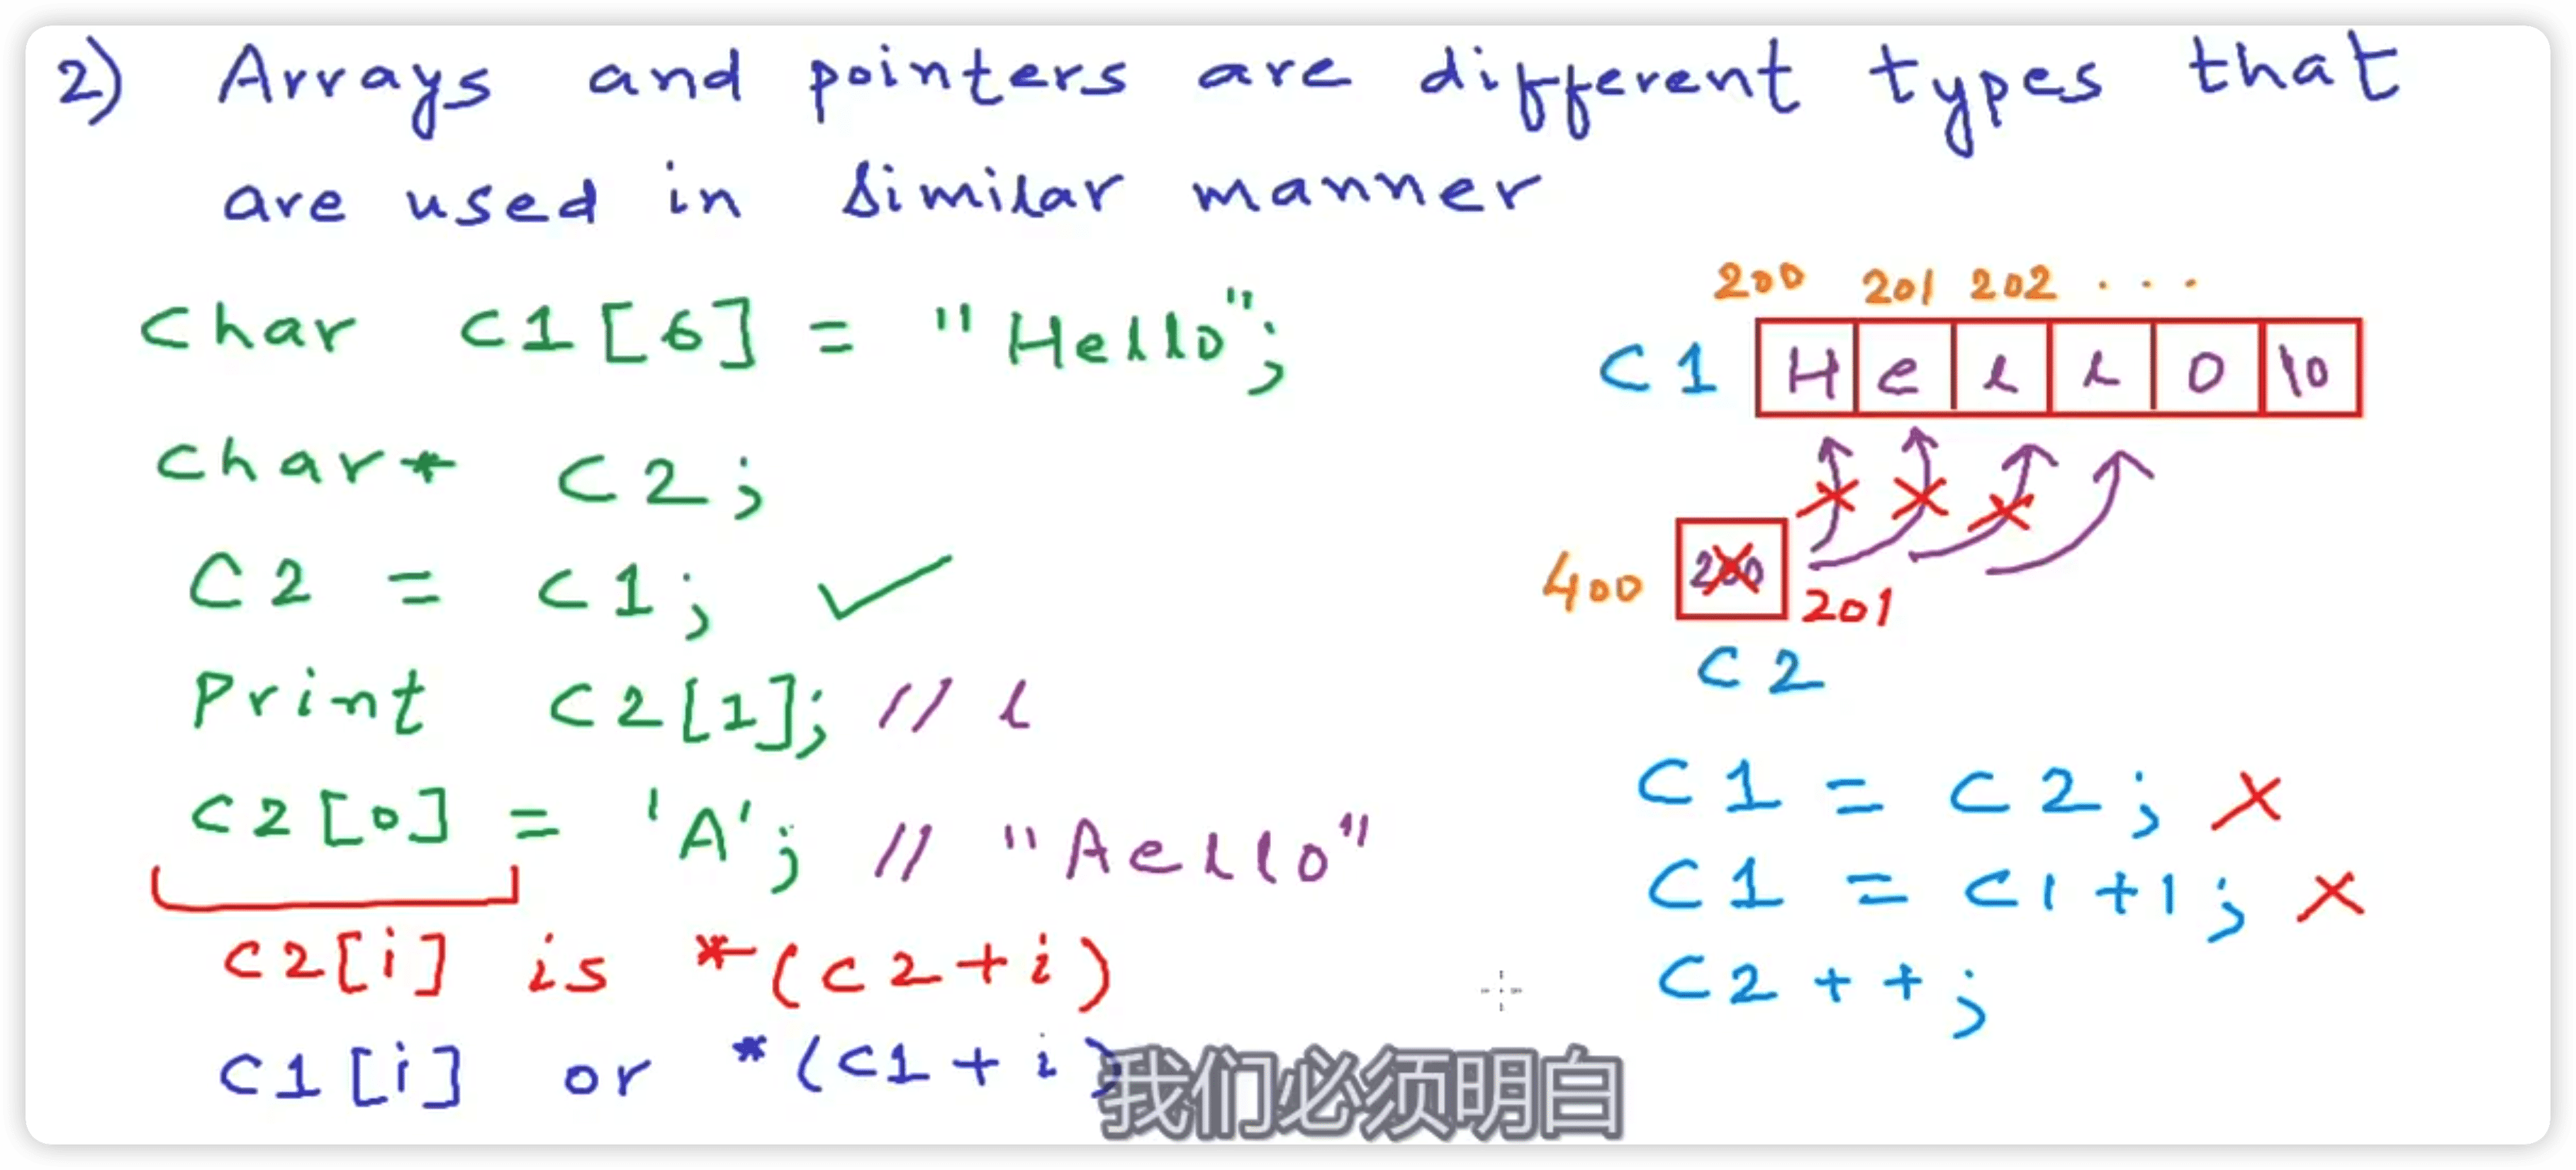 2) Arrays and pointers are different types that
are used in similar manner
Char C1[6] = "Hello";
Char* C2;
C2 = C1; ✓
Print C2[1]; // l
C2[0] = 'A'; // "Aello"
C2[i] is *(C2+i)
C1[i] or *(C1+i)
200 201 202 ...
C1 H e l l o \0
400 200 201
C2
C1 = C2; ×
C1 = C1+1; ×
C2++;
我们必须明白